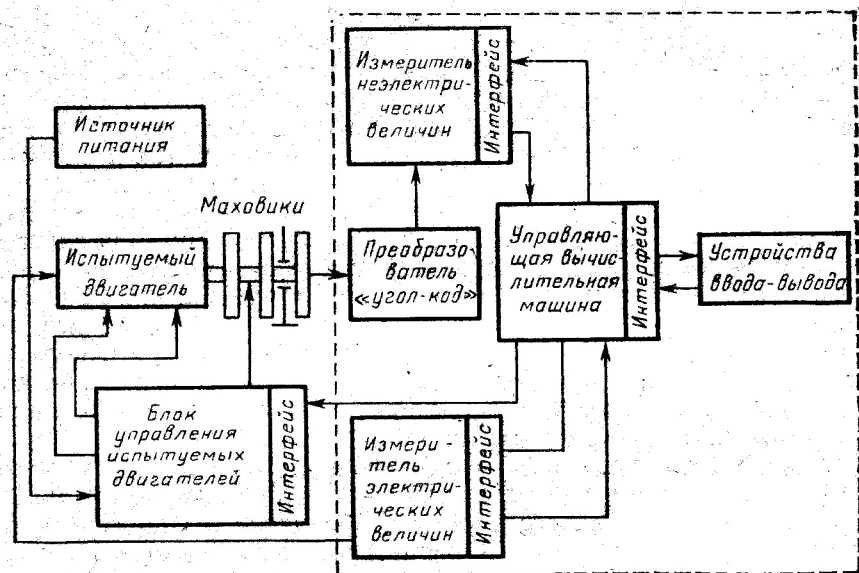 Измеритель
неэлектри-
ческих
величин
Интерфейс
Источник
питания
Маховики
Испытуемый
двигатель
Преобразо-
ватель
«угол-код»
Управляю-
щая вычис-
лительная
машина
Интерфейс
Устройства
ввода-вывода
Блок
управления
испытуемых
двигателей
Интерфейс
Измери-
тель
электри-
ческих
величин
Интерфейс